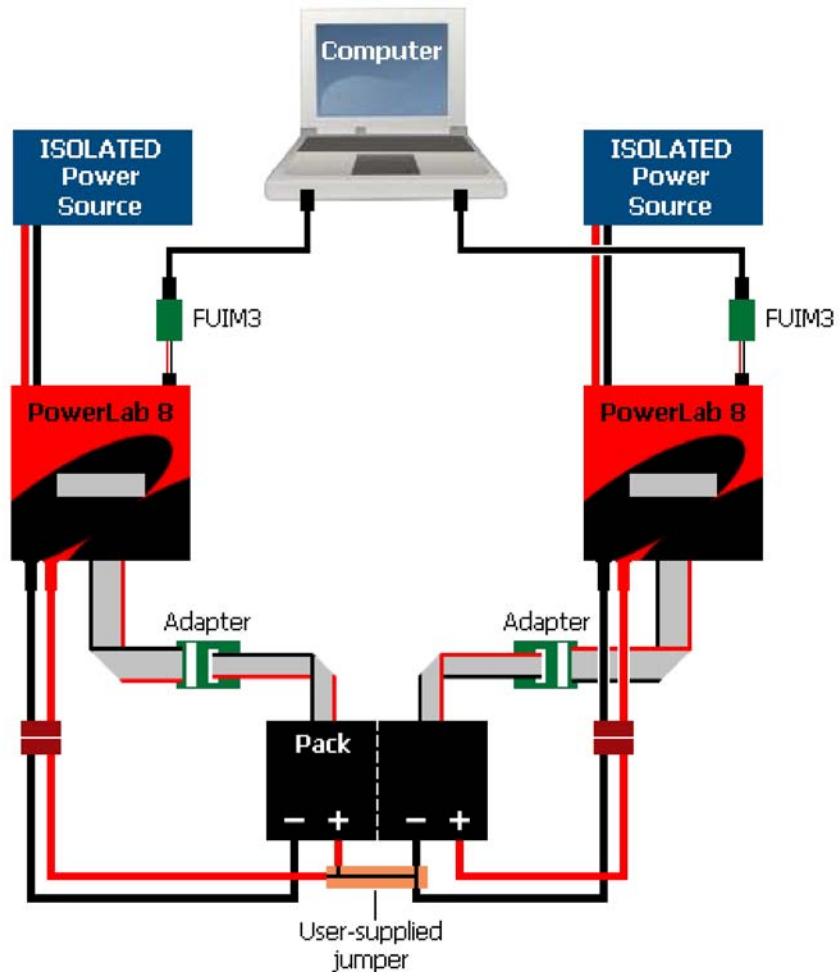 Computer
ISOLATED
Power
Source
ISOLATED
Power
Source
FUIM3
FUIM3
PowerLab 8
PowerLab 8
Adapter
Adapter
Pack
− + − +
User-supplied
jumper